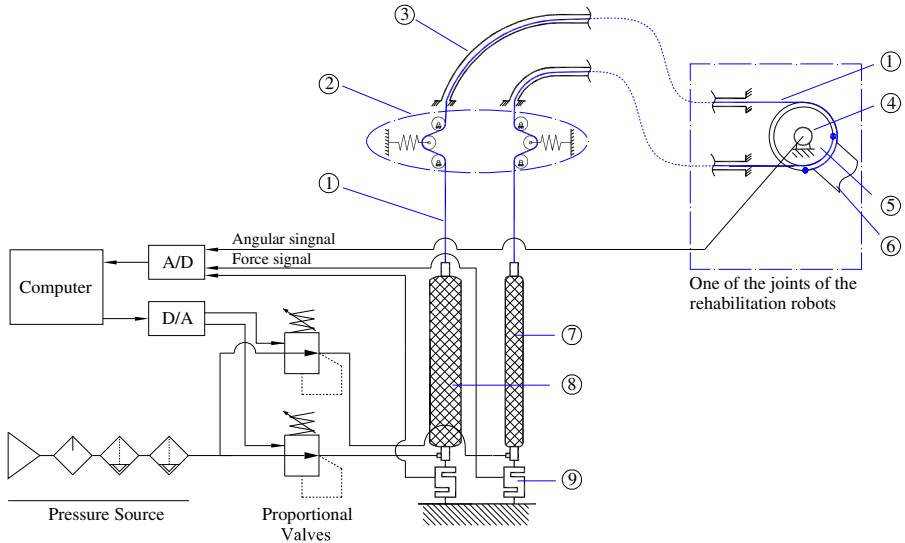 ③
②
①
④
①
⑤
⑥
Angular singnal
Force signal
A/D
Computer
One of the joints of the
rehabilitation robots
D/A
⑦
⑧
⑨
Pressure Source
Proportional
Valves